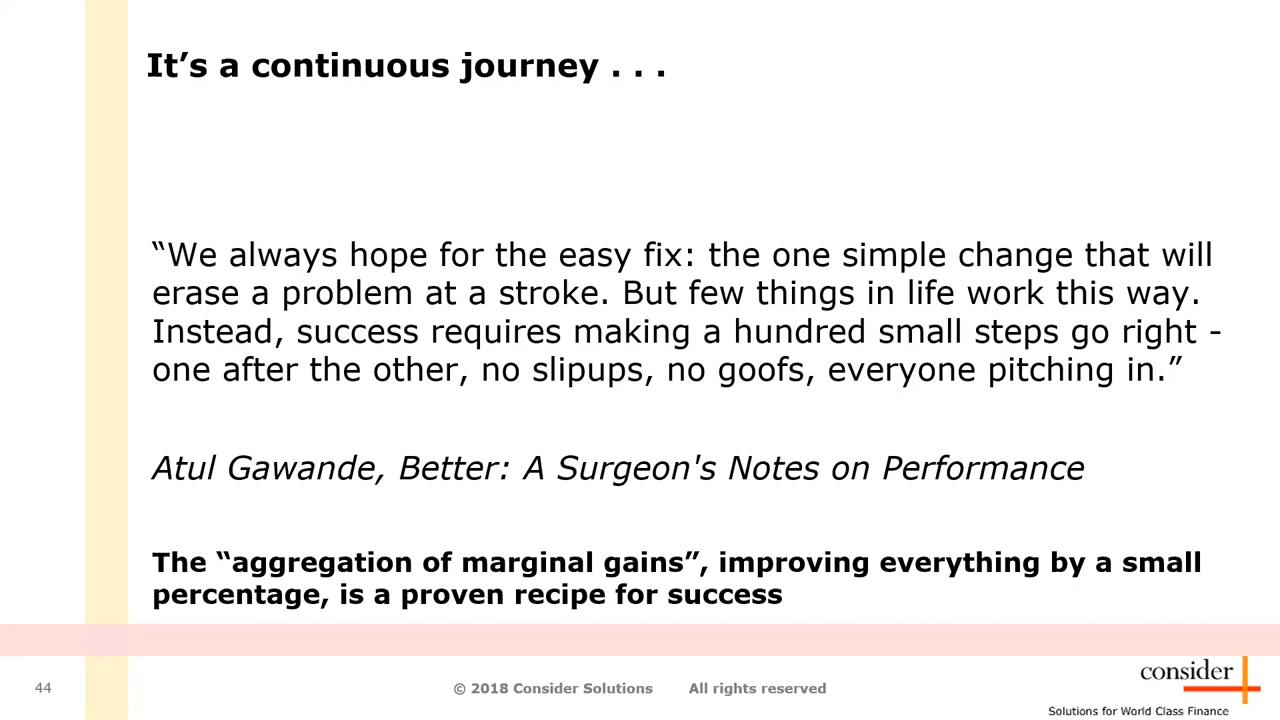 It’s a continuous journey . . .
“We always hope for the easy fix: the one simple change that will
erase a problem at a stroke. But few things in life work this way.
Instead, success requires making a hundred small steps go right -
one after the other, no slipups, no goofs, everyone pitching in.”
Atul Gawande, Better: A Surgeon's Notes on Performance
The “aggregation of marginal gains”, improving everything by a small
percentage, is a proven recipe for success
44
© 2018 Consider Solutions All rights reserved
consider
Solutions for World Class Finance